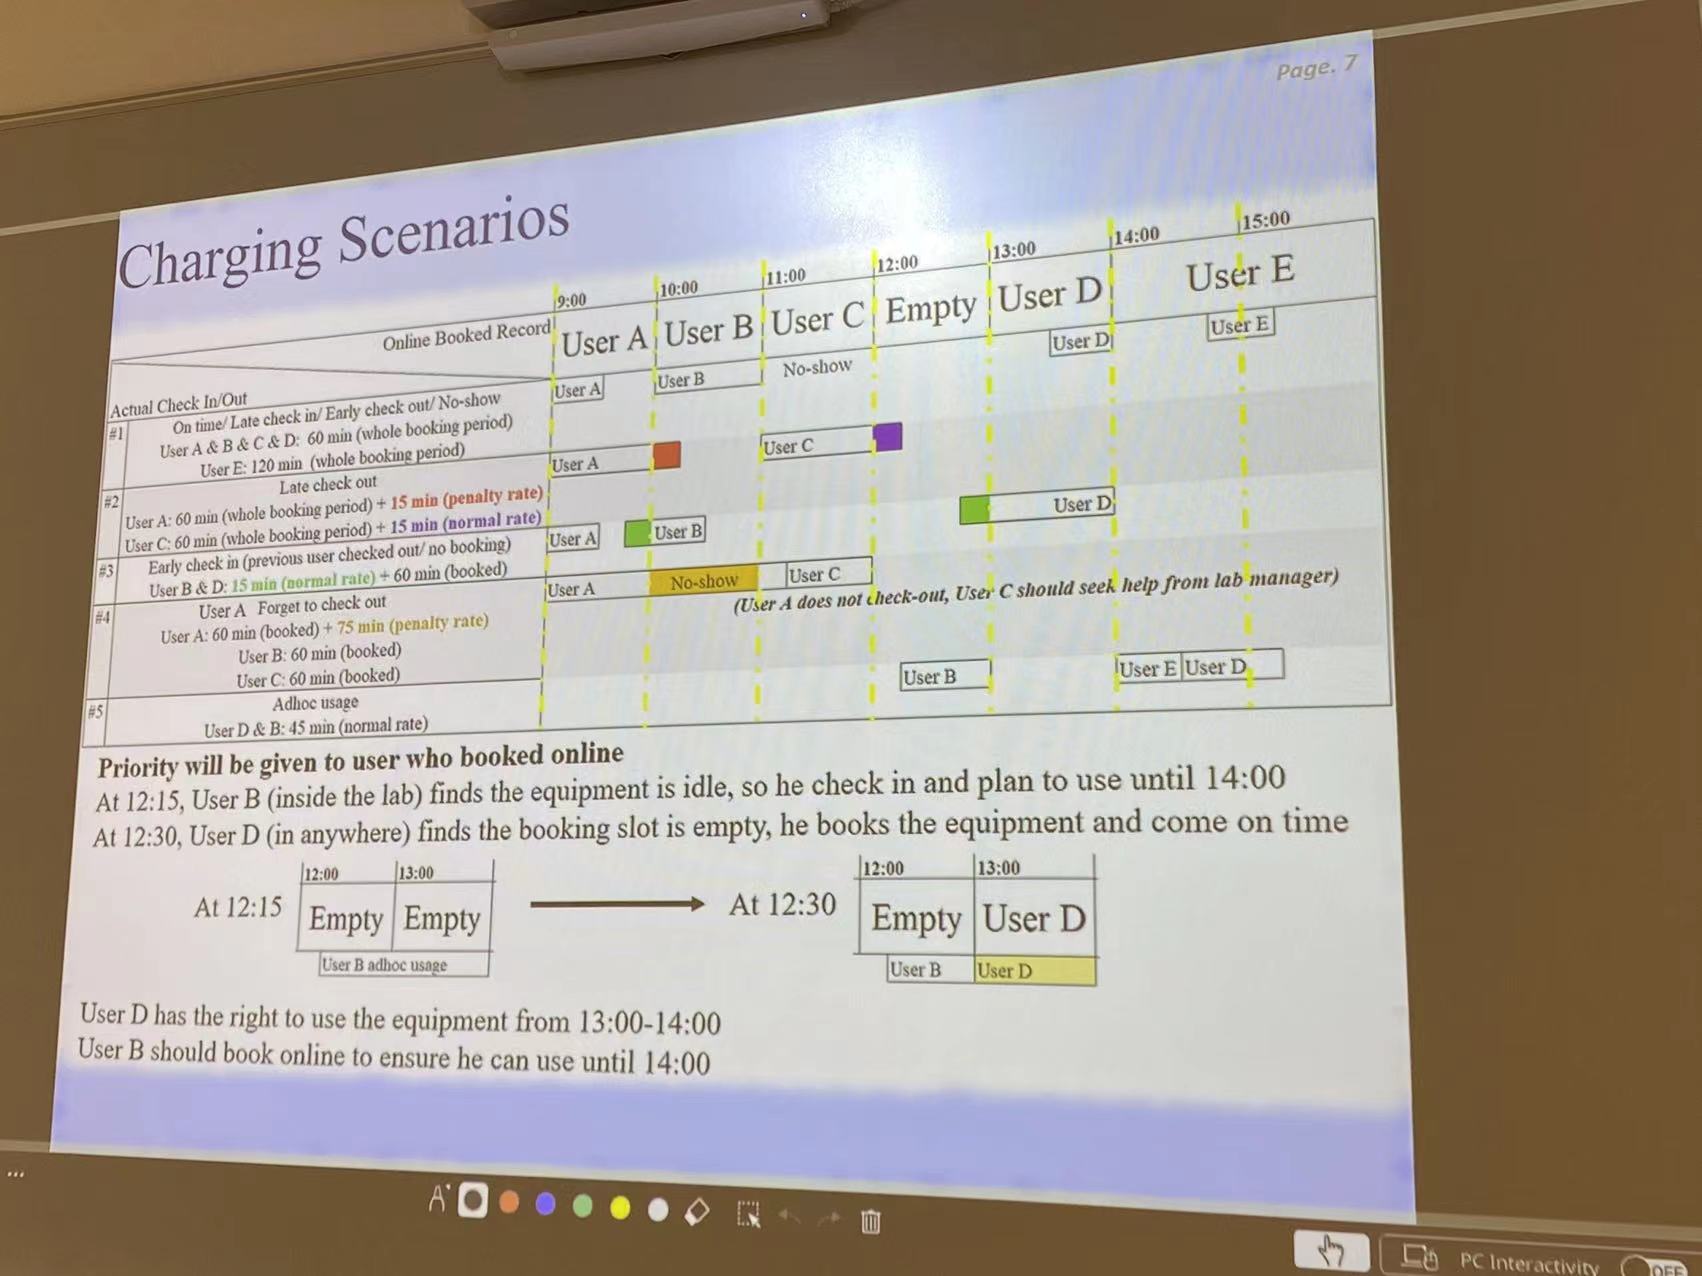 Page. 7
Charging Scenarios
9:00 10:00 11:00 12:00 13:00 14:00 15:00
Online Booked Record User A User B User C Empty User D User E
Actual Check In/Out
#1 On time/ Late check in/ Early check out/ No-show
User A & B & C & D: 60 min (whole booking period)
User E: 120 min (whole booking period)
User A User B No-show User D User E
#2 Late check out
User A: 60 min (whole booking period) + 15 min (penalty rate)
User C: 60 min (whole booking period) + 15 min (normal rate)
User A User C
#3 Early check in (previous user checked out/ no booking)
User B & D: 15 min (normal rate) + 60 min (booked)
User A User B User D
#4 User A Forget to check out
User A: 60 min (booked) + 75 min (penalty rate)
User B: 60 min (booked)
User C: 60 min (booked)
User A No-show User C
(User A does not check-out, User C should seek help from lab manager)
#5 Adhoc usage
User D & B: 45 min (normal rate)
User B User E User D
Priority will be given to user who booked online
At 12:15, User B (inside the lab) finds the equipment is idle, so he check in and plan to use until 14:00
At 12:30, User D (in anywhere) finds the booking slot is empty, he books the equipment and come on time
12:00 13:00 12:00 13:00
At 12:15 Empty Empty At 12:30 Empty User D
User B adhoc usage User B User D
User D has the right to use the equipment from 13:00-14:00
User B should book online to ensure he can use until 14:00
A
PC Interactivity OFF